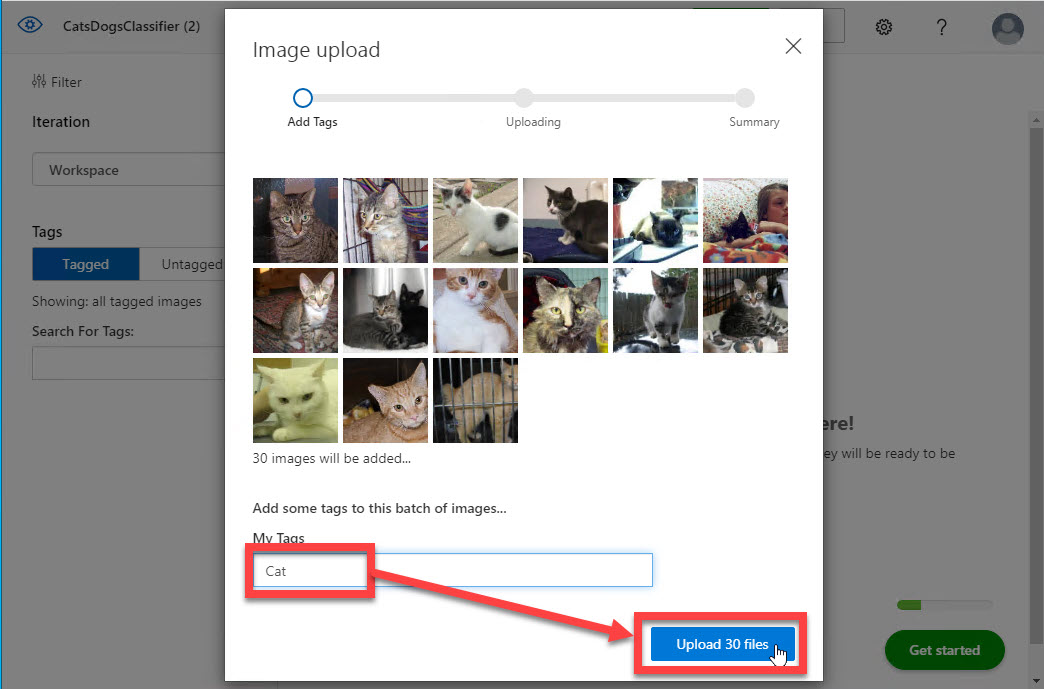 CatsDogsClassifier (2)
?
Filter
Iteration
Workspace
Tags
Tagged
Untagged
Showing: all tagged images
Search For Tags:
Image upload
Add Tags
Uploading
Summary
30 images will be added...
Add some tags to this batch of images...
My Tags
Cat
Upload 30 files
ere!
ey will be ready to be
Get started